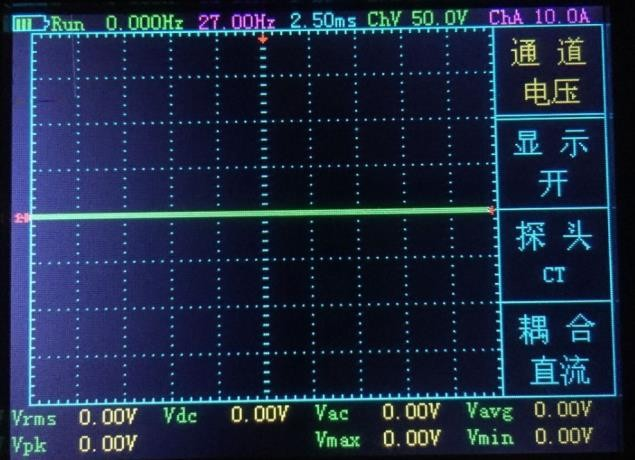 Run 0.000Hz 27.00Hz 2.50ms ChV 50.0V ChA 10.0A
通 道
电压
显 示
开
探 头
CT
耦 合
直流
Vrms 0.00V Vdc 0.00V Vac 0.00V Vavg 0.00V
Vpk 0.00V Vmax 0.00V Vmin 0.00V